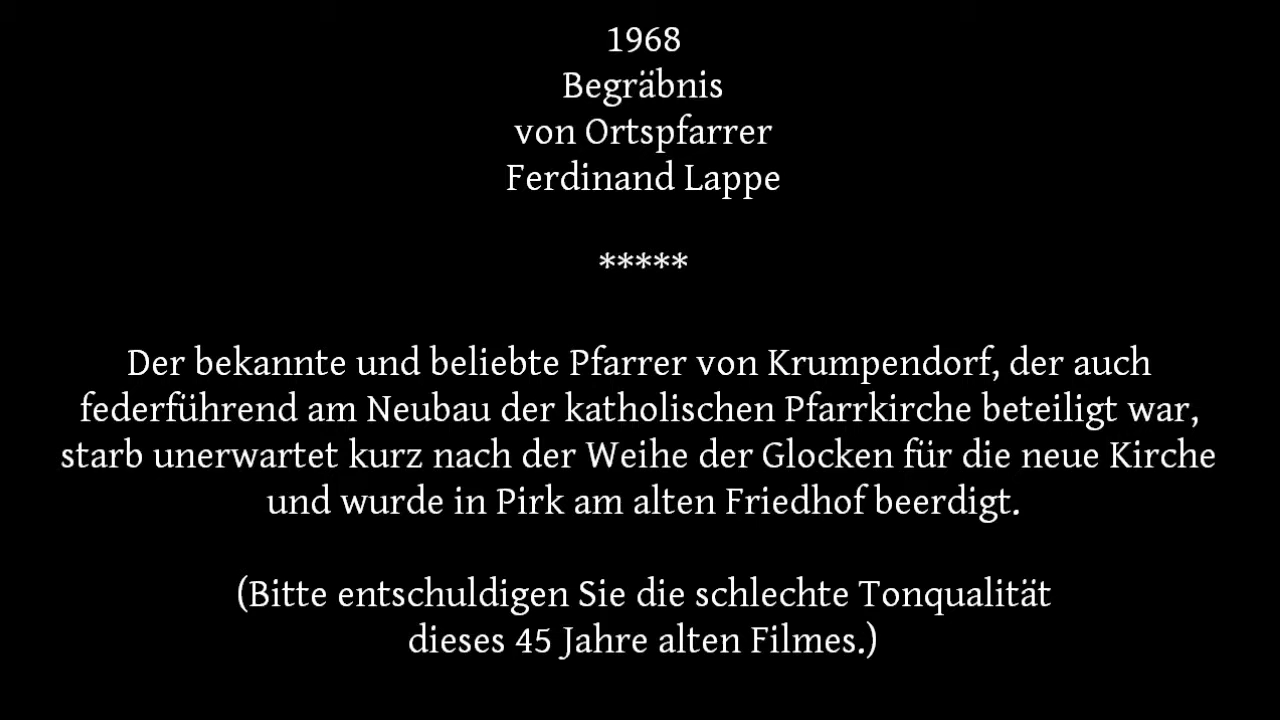 1968
Begräbnis
von Ortspfarrer
Ferdinand Lappe
*****
Der bekannte und beliebte Pfarrer von Krumpendorf, der auch
federführend am Neubau der katholischen Pfarrkirche beteiligt war,
starb unerwartet kurz nach der Weihe der Glocken für die neue Kirche
und wurde in Pirk am alten Friedhof beerdigt.
(Bitte entschuldigen Sie die schlechte Tonqualität
dieses 45 Jahre alten Filmes.)